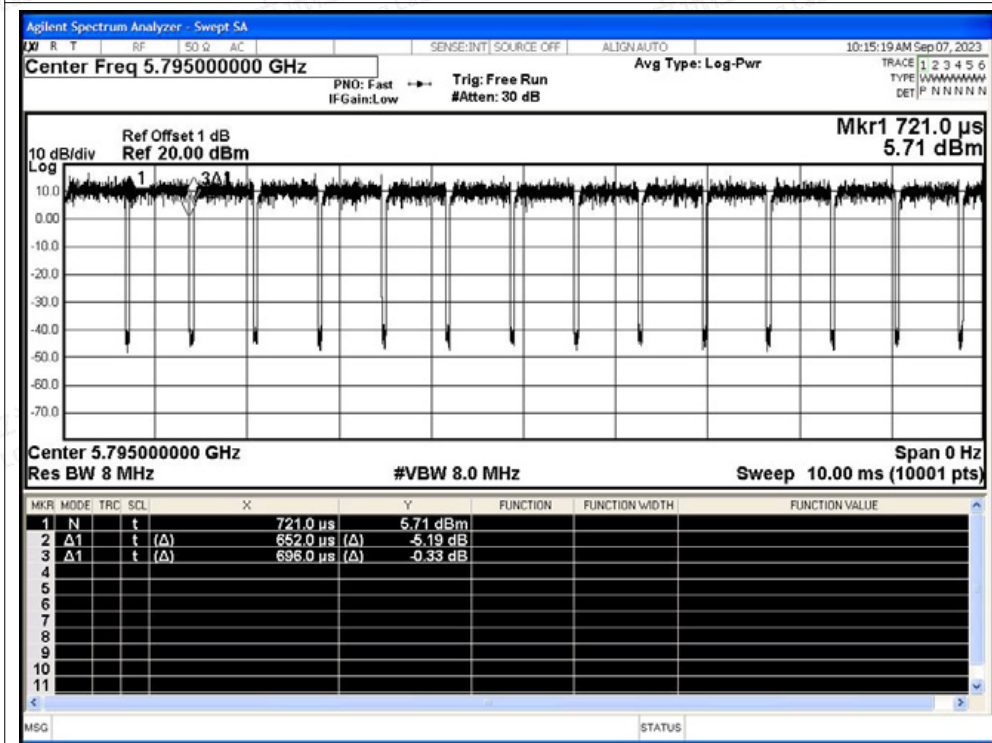 Agilent Spectrum Analyzer - Swept SA
R T RF 50 Ω AC SENSE:INT SOURCE OFF ALIGN AUTO 10:15:19 AM Sep 07, 2023
Center Freq 5.795000000 GHz Avg Type: Log-Pwr TRACE 1 2 3 4 5 6
PNO: Fast Trig: Free Run TYPE WWWWWW
IFGain:Low #Atten: 30 dB DET P N N N N N
Ref Offset 1 dB Mkr1 721.0 µs
10 dB/div Ref 20.00 dBm 5.71 dBm
Log
1 3Δ1
10.0
0.00
-10.0
-20.0
-30.0
-40.0
-50.0
-60.0
-70.0
Center 5.795000000 GHz Span 0 Hz
Res BW 8 MHz #VBW 8.0 MHz Sweep 10.00 ms (10001 pts)
MKR MODE TRC SCL X Y FUNCTION FUNCTION WIDTH FUNCTION VALUE
1 N t 721.0 µs 5.71 dBm
2 Δ1 t (Δ) 652.0 µs (Δ) -5.19 dB
3 Δ1 t (Δ) 696.0 µs (Δ) -0.33 dB
4
5
6
7
8
9
10
11
MSG STATUS